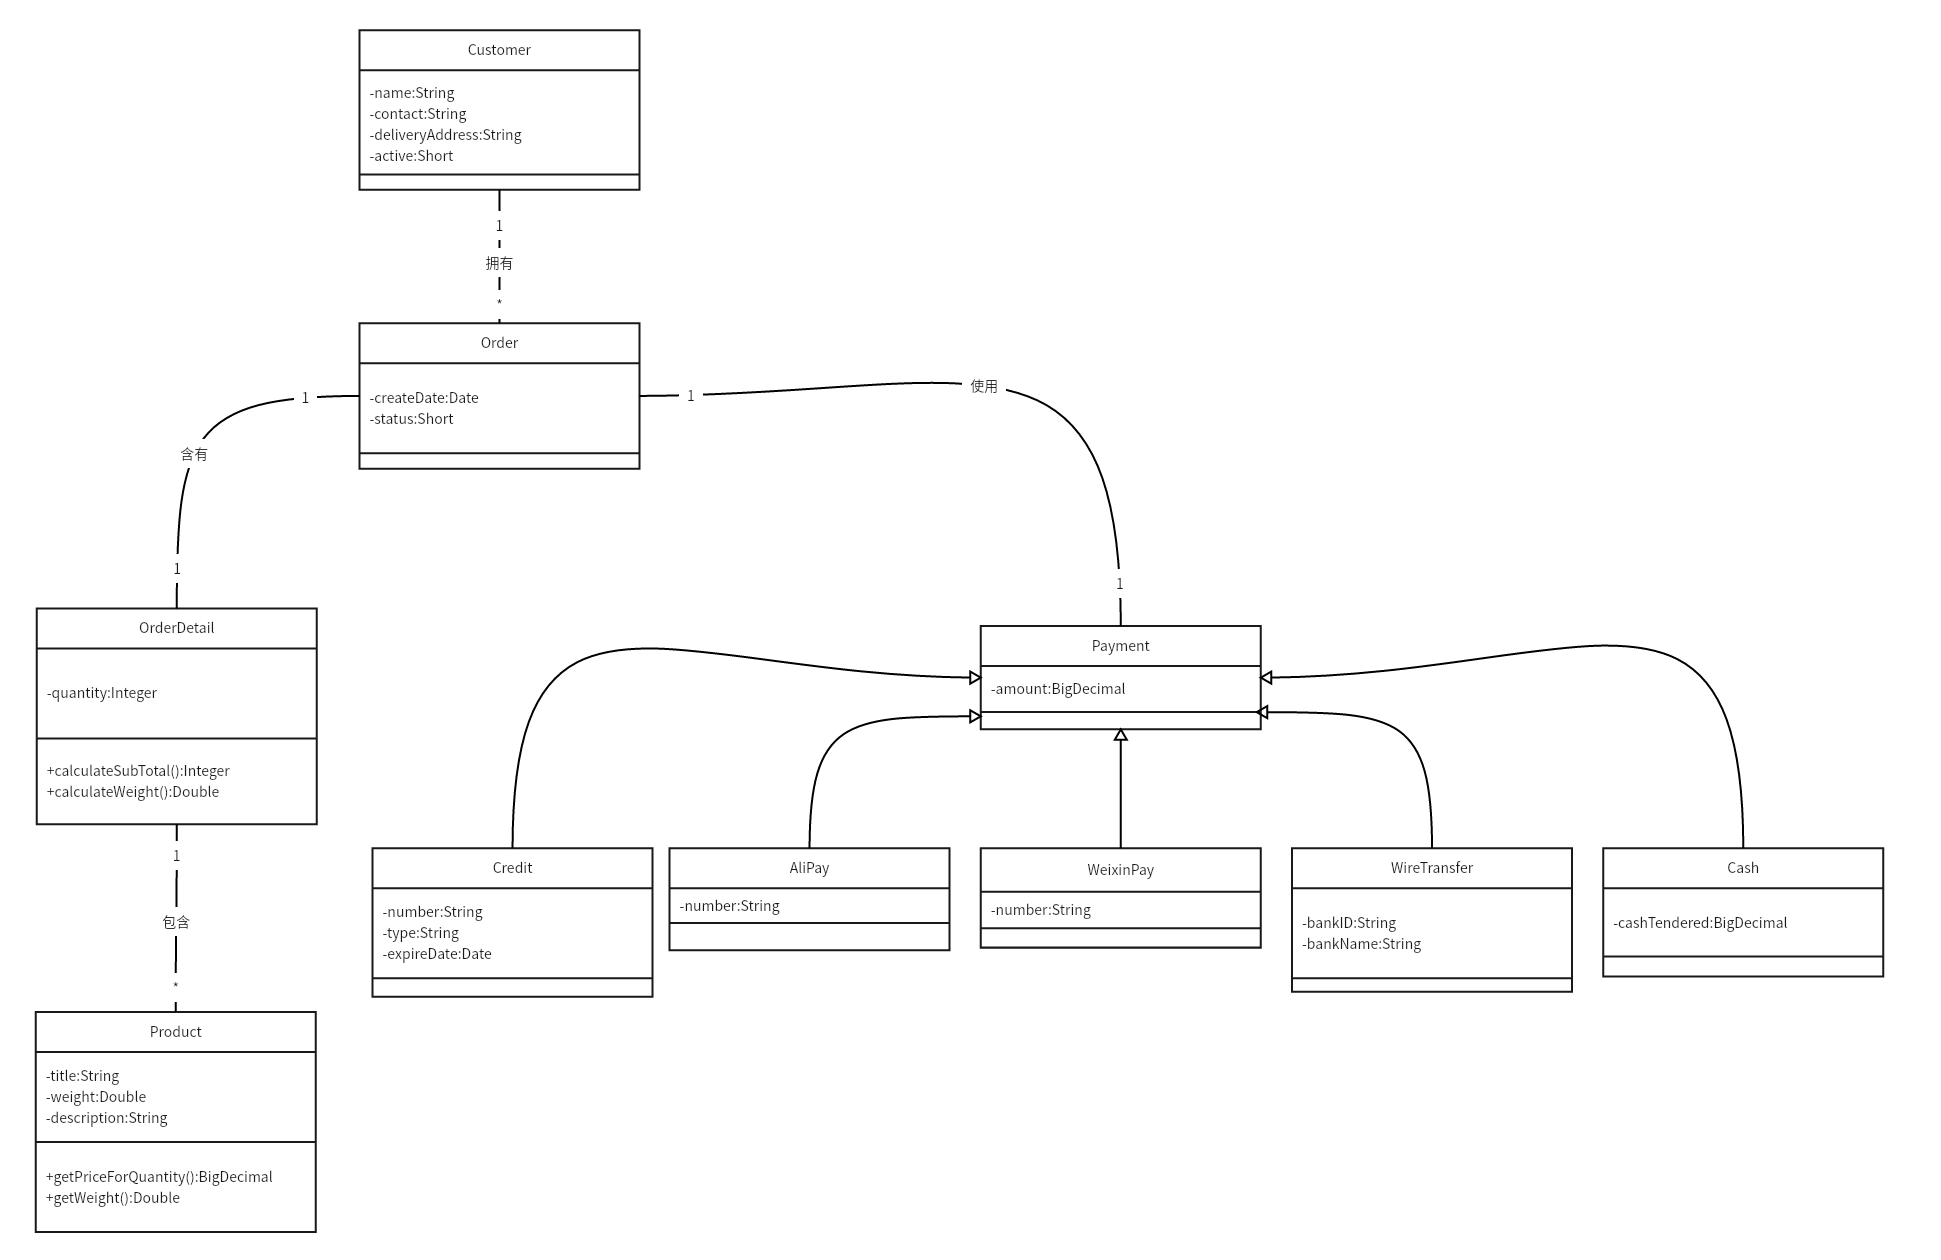 Customer
-name:String
-contact:String
-deliveryAddress:String
-active:Short
1
拥有
*
Order
-createDate:Date
-status:Short
1
含有
1
1
使用
1
OrderDetail
-quantity:Integer
+calculateSubTotal():Integer
+calculateWeight():Double
1
包含
*
Product
-title:String
-weight:Double
-description:String
+getPriceForQuantity():BigDecimal
+getWeight():Double
Payment
-amount:BigDecimal
Credit
-number:String
-type:String
-expireDate:Date
AliPay
-number:String
WeixinPay
-number:String
WireTransfer
-bankID:String
-bankName:String
Cash
-cashTendered:BigDecimal